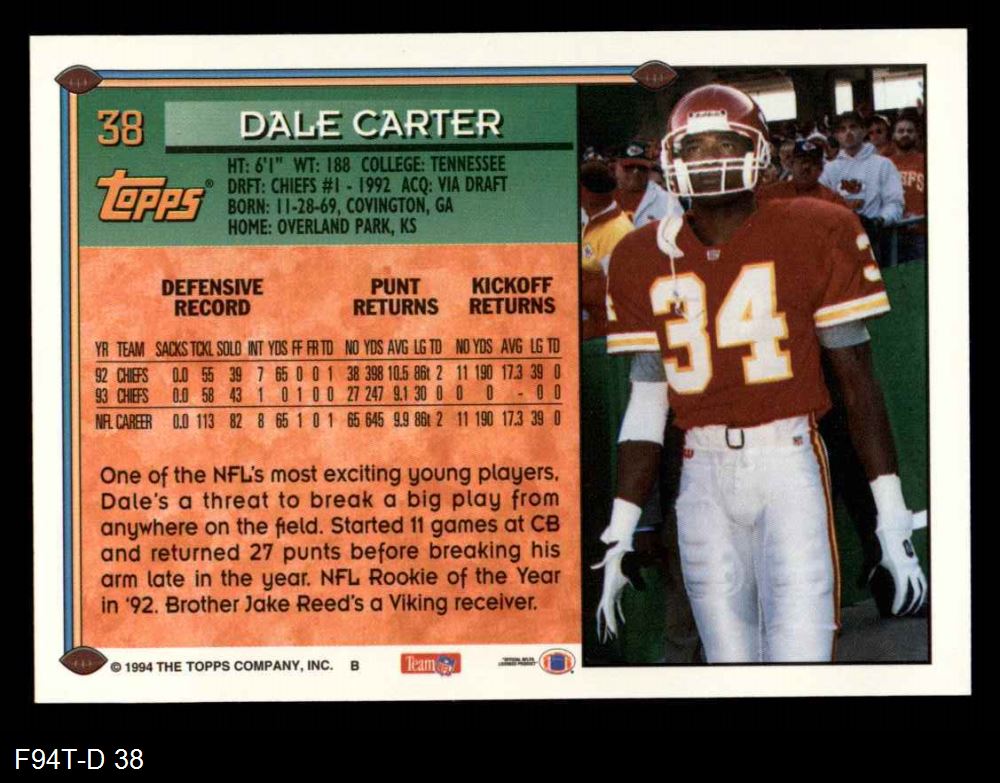 38
DALE CARTER
Topps®
HT: 6'1" WT: 188 COLLEGE: TENNESSEE
DRFT: CHIEFS #1 - 1992 ACQ: VIA DRAFT
BORN: 11-28-69, COVINGTON, GA
HOME: OVERLAND PARK, KS
DEFENSIVE RECORD PUNT RETURNS KICKOFF RETURNS
YR TEAM SACKS TCKL SOLO INT YDS FF FR TD NO YDS AVG LG TD NO YDS AVG LG TD
92 CHIEFS 0.0 55 39 7 65 0 0 1 38 398 10.5 86t 2 11 190 17.3 39 0
93 CHIEFS 0.0 58 43 1 0 1 0 0 27 247 9.1 30 0 0 0 - 0 0
NFL CAREER 0.0 113 82 8 65 1 0 1 65 645 9.9 86t 2 11 190 17.3 39 0
One of the NFL's most exciting young players,
Dale's a threat to break a big play from
anywhere on the field. Started 11 games at CB
and returned 27 punts before breaking his
arm late in the year. NFL Rookie of the Year
in '92. Brother Jake Reed's a Viking receiver.
© 1994 THE TOPPS COMPANY, INC. B
Team NFL
34
F94T-D 38